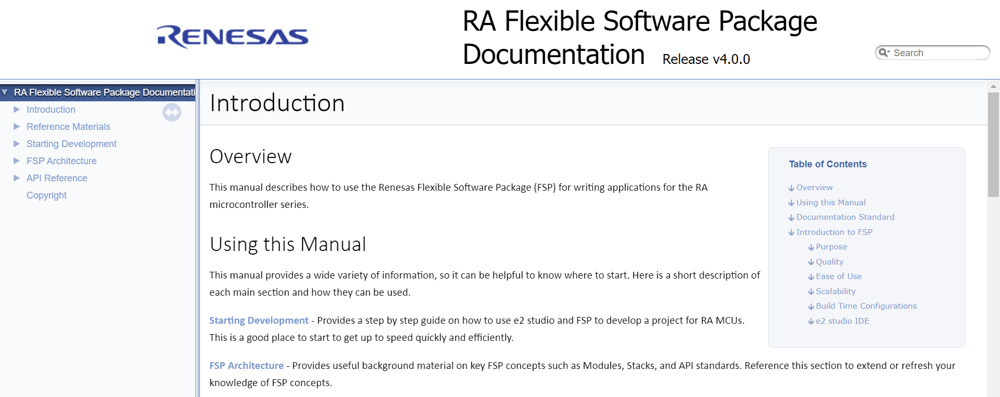 RENESAS
RA Flexible Software Package
Documentation Release v4.0.0
Search
RA Flexible Software Package Documentati
Introduction
Reference Materials
Starting Development
FSP Architecture
API Reference
Copyright
Introduction
Overview
This manual describes how to use the Renesas Flexible Software Package (FSP) for writing applications for the RA
microcontroller series.
Using this Manual
This manual provides a wide variety of information, so it can be helpful to know where to start. Here is a short description of
each main section and how they can be used.
Starting Development - Provides a step by step guide on how to use e2 studio and FSP to develop a project for RA MCUs.
This is a good place to start to get up to speed quickly and efficiently.
FSP Architecture - Provides useful background material on key FSP concepts such as Modules, Stacks, and API standards. Reference this section to extend or refresh your
knowledge of FSP concepts.
Table of Contents
Overview
Using this Manual
Documentation Standard
Introduction to FSP
Purpose
Quality
Ease of Use
Scalability
Build Time Configurations
e2 studio IDE